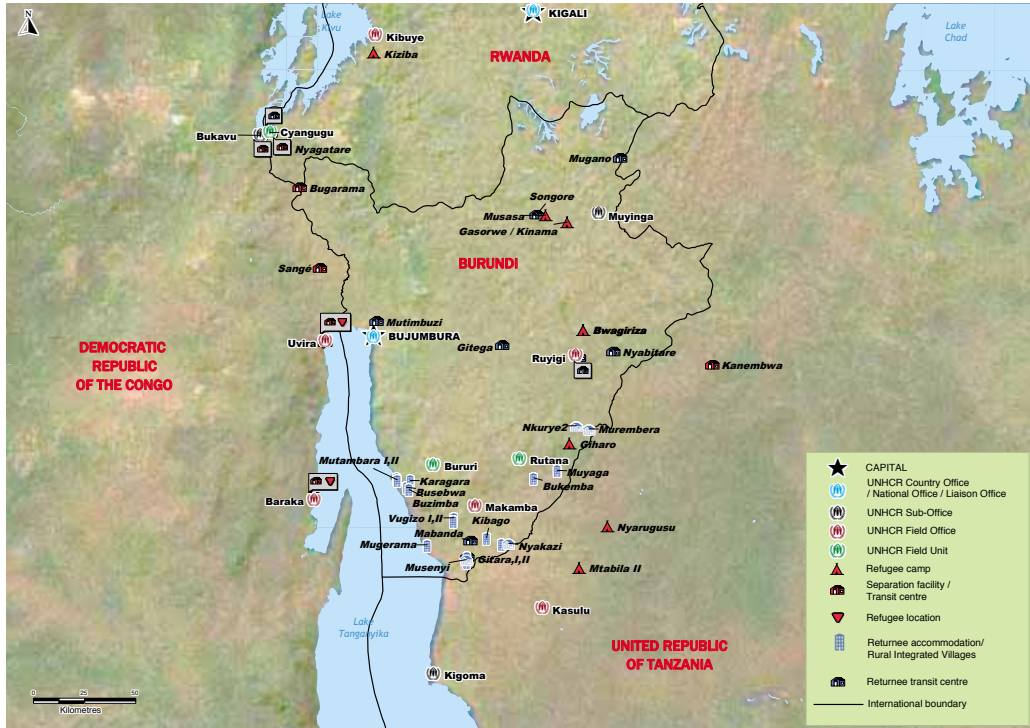 N
Lake
Kivu
KIGALI
Kibuye
Kiziba
RWANDA
Lake
Chad
Bukavu
Cyangugu
Nyagatare
Mugano
Bugarama
Songore
Musasa
Muyinga
Gasorwe / Kinama
BURUNDI
Sangé
Mutimbuzi
BUJUMBURA
Uvira
Bwagiriza
Gitega
Nyabitare
Ruyigi
Kanembwa
DEMOCRATIC
REPUBLIC
OF THE CONGO
Nkurye2
Murembera
Giharo
Mutambara I,II
Bururi
Rutana
Muyaga
Karagara
Bukemba
Busebwa
Buzimba
Baraka
Makamba
Vugizo I,II
Kibago
Nyarugusu
Mabanda
Mugerama
Nyakazi
Gitara,I,II
Musenyi
Mtabila II
Kasulu
Lake
Tanganyika
UNITED REPUBLIC
OF TANZANIA
Kigoma
0 25 50
Kilometres
CAPITAL
UNHCR Country Office
/ National Office / Liaison Office
UNHCR Sub-Office
UNHCR Field Office
UNHCR Field Unit
Refugee camp
Separation facility /
Transit centre
Refugee location
Returnee accommodation/
Rural Integrated Villages
Returnee transit centre
International boundary